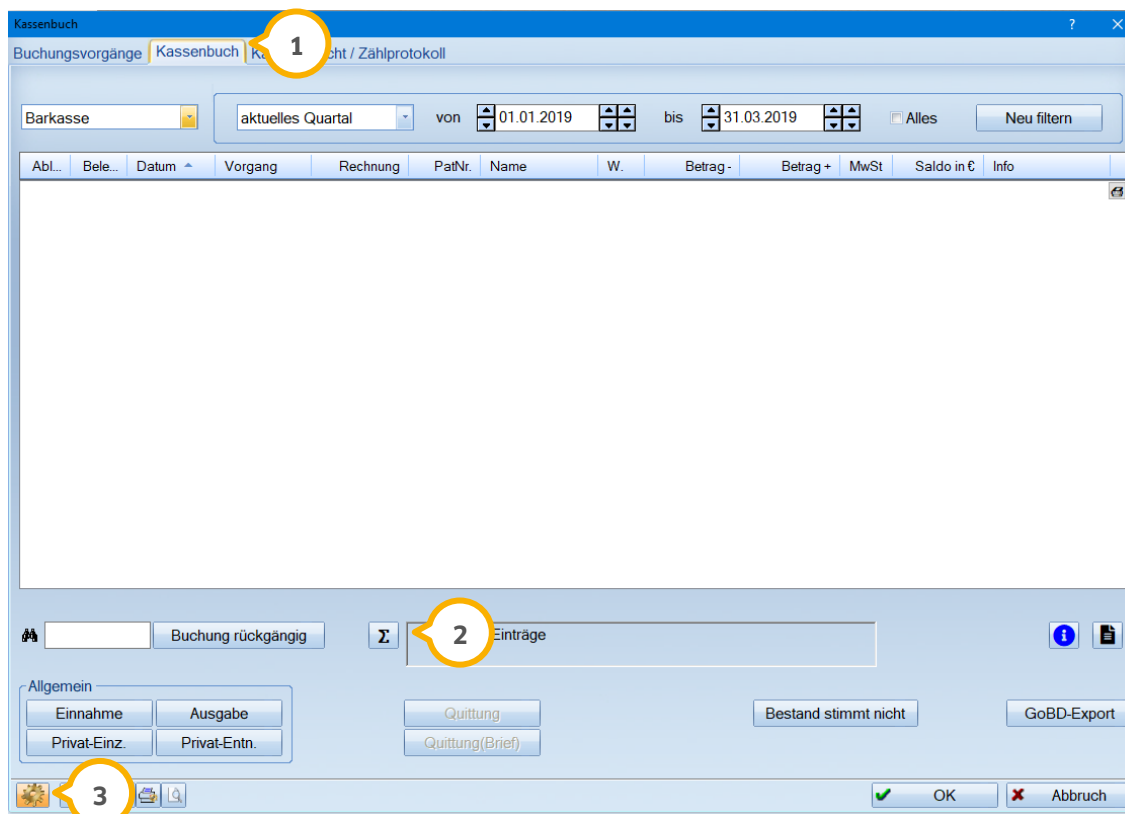 Kassenbuch ? X
Buchungsvorgänge Kassenbuch 1 cht / Zählprotokoll
Barkasse aktuelles Quartal von 01.01.2019 bis 31.03.2019 Alles Neu filtern
Abl... Bele... Datum Vorgang Rechnung PatNr. Name W. Betrag - Betrag + MwSt Saldo in € Info
Buchung rückgängig Σ 2 Einträge i
Allgemein
Einnahme Ausgabe Quittung Bestand stimmt nicht GoBD-Export
Privat-Einz. Privat-Entn. Quittung(Brief)
3 OK Abbruch